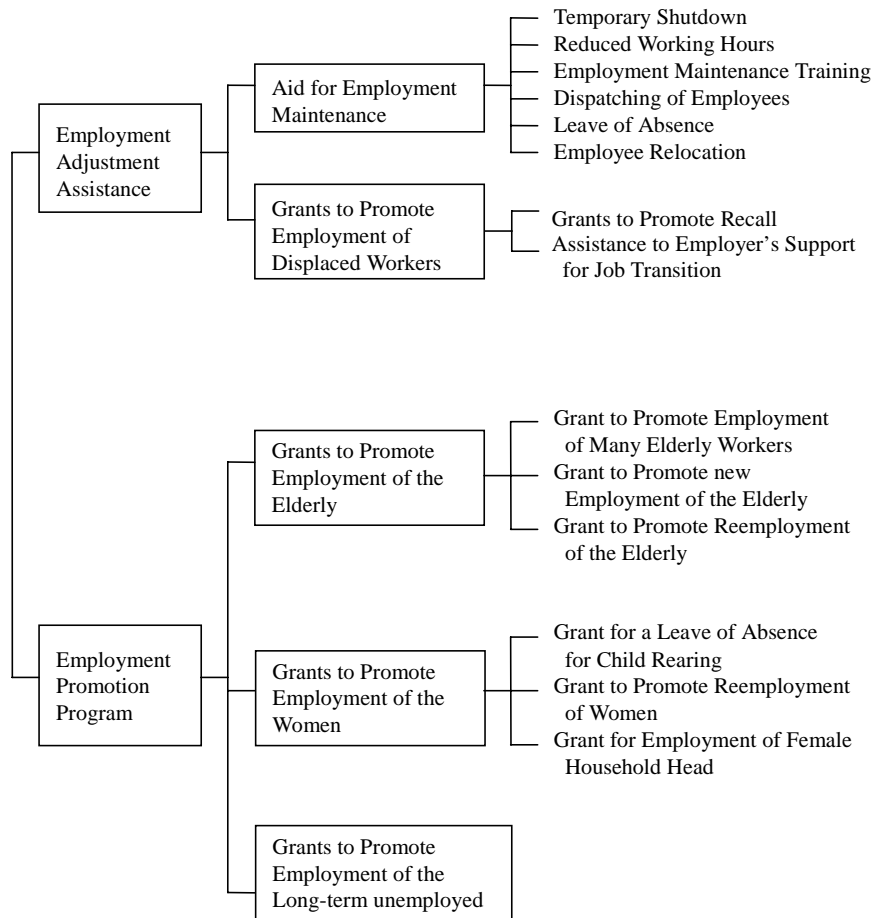 Employment
Adjustment
Assistance
Aid for Employment
Maintenance
Temporary Shutdown
Reduced Working Hours
Employment Maintenance Training
Dispatching of Employees
Leave of Absence
Employee Relocation
Grants to Promote
Employment of
Displaced Workers
Grants to Promote Recall
Assistance to Employer’s Support
for Job Transition
Employment
Promotion
Program
Grants to Promote
Employment of the
Elderly
Grant to Promote Employment
of Many Elderly Workers
Grant to Promote new
Employment of the Elderly
Grant to Promote Reemployment
of the Elderly
Grants to Promote
Employment of the
Women
Grant for a Leave of Absence
for Child Rearing
Grant to Promote Reemployment
of Women
Grant for Employment of Female
Household Head
Grants to Promote
Employment of the
Long-term unemployed